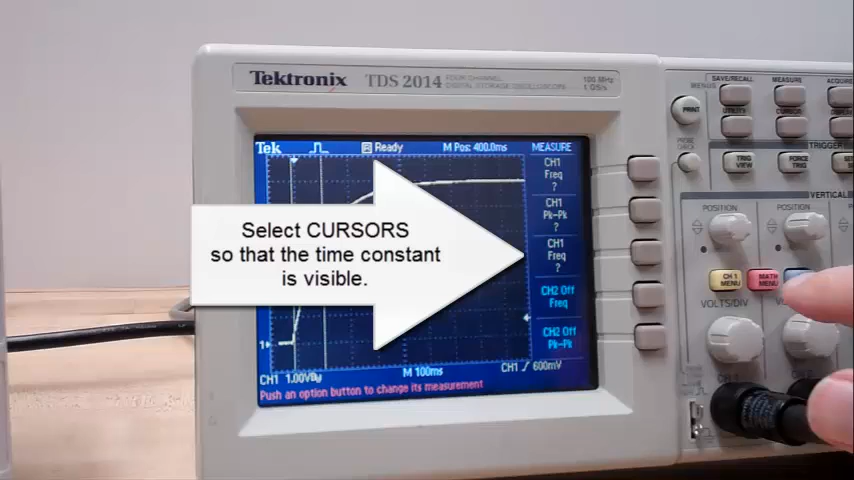 Tektronix TDS 2014 FOUR CHANNEL DIGITAL STORAGE OSCILLOSCOPE 100 MHz 1 GS/s
Tek Ready M Pos: 400.0ms MEASURE
CH1
Freq
?
CH1
Pk-Pk
?
CH1
Freq
?
CH2 Off
Freq
CH2 Off
Pk-Pk
Select CURSORS
so that the time constant
is visible.
1
CH1 1.00V M 100ms CH1 600mV
Push an option button to change its measurement
MENUS
SAVE/RECALL MEASURE
UTILITY CURSOR
PRINT
PROBE CHECK
TRIGGER
TRIG VIEW
FORCE TRIG
VERTICAL
POSITION POSITION
CH 1 MENU
MATH MENU
VOLTS/DIV